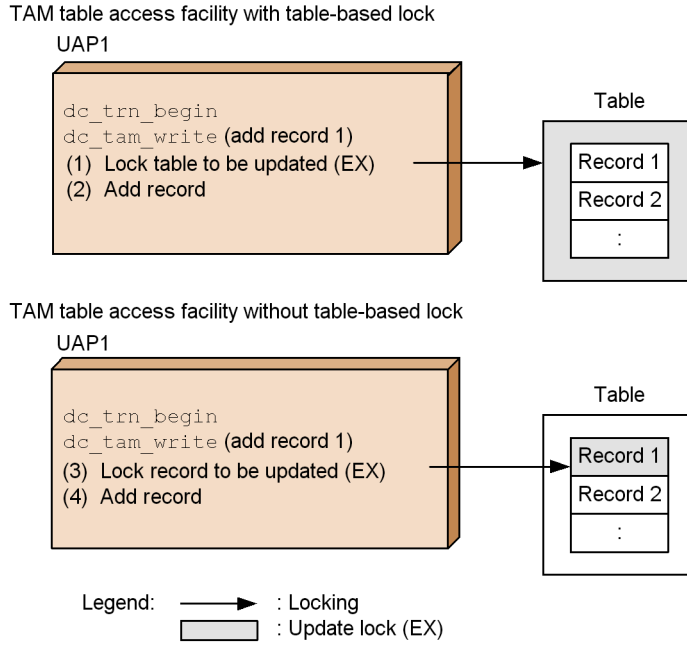 TAM table access facility with table-based lock
UAP1
dc_trn_begin
dc_tam_write (add record 1)
(1) Lock table to be updated (EX)
(2) Add record
Table
Record 1
Record 2
:
TAM table access facility without table-based lock
UAP1
dc_trn_begin
dc_tam_write (add record 1)
(3) Lock record to be updated (EX)
(4) Add record
Table
Record 1
Record 2
:
Legend:
: Locking
: Update lock (EX)